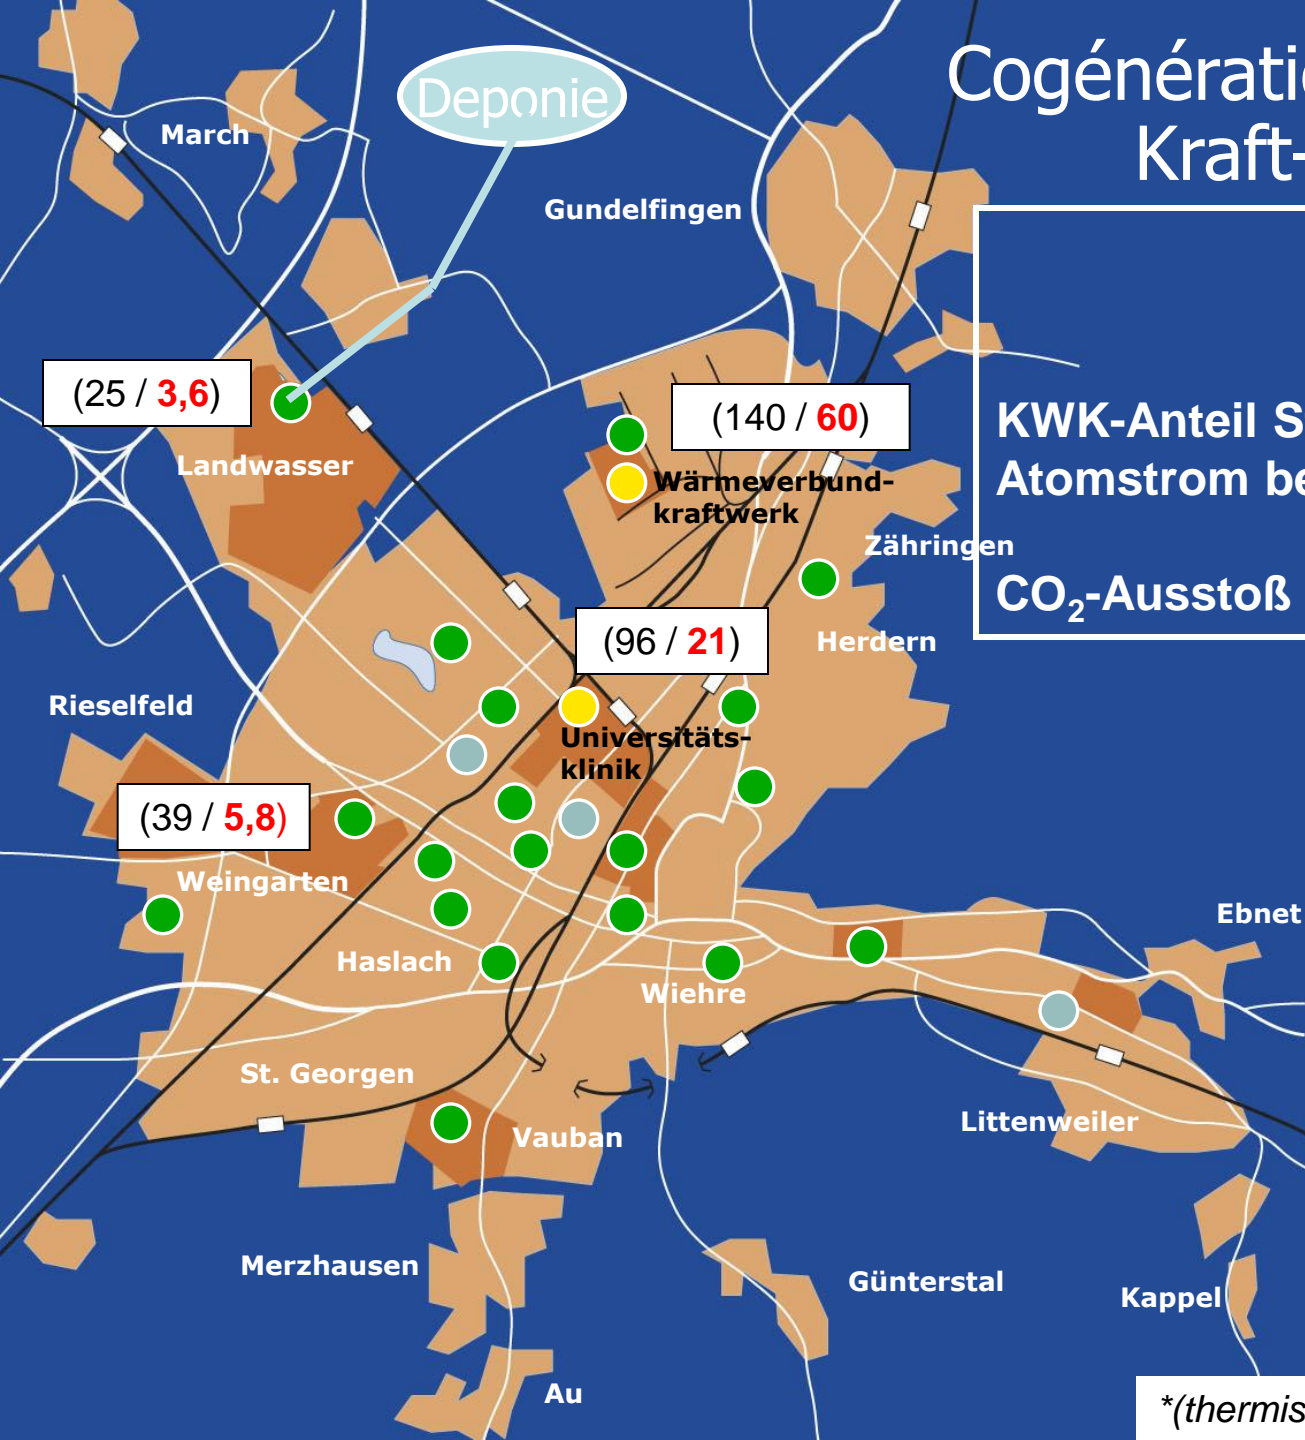 Cogénérati
Kraft-
Deponie
March
Gundelfingen
(25 / 3,6)
(140 / 60)
KWK-Anteil S
Landwasser
Atomstrom be
Wärmeverbund-
kraftwerk
Zähringen
CO2-Ausstoß
(96 / 21)
Herdern
Rieselfeld
Universitäts-
klinik
(39 / 5,8)
Weingarten
Ebnet
Haslach
Wiehre
St. Georgen
Littenweiler
Vauban
Merzhausen
Günterstal
Kappel
Au
*(thermis